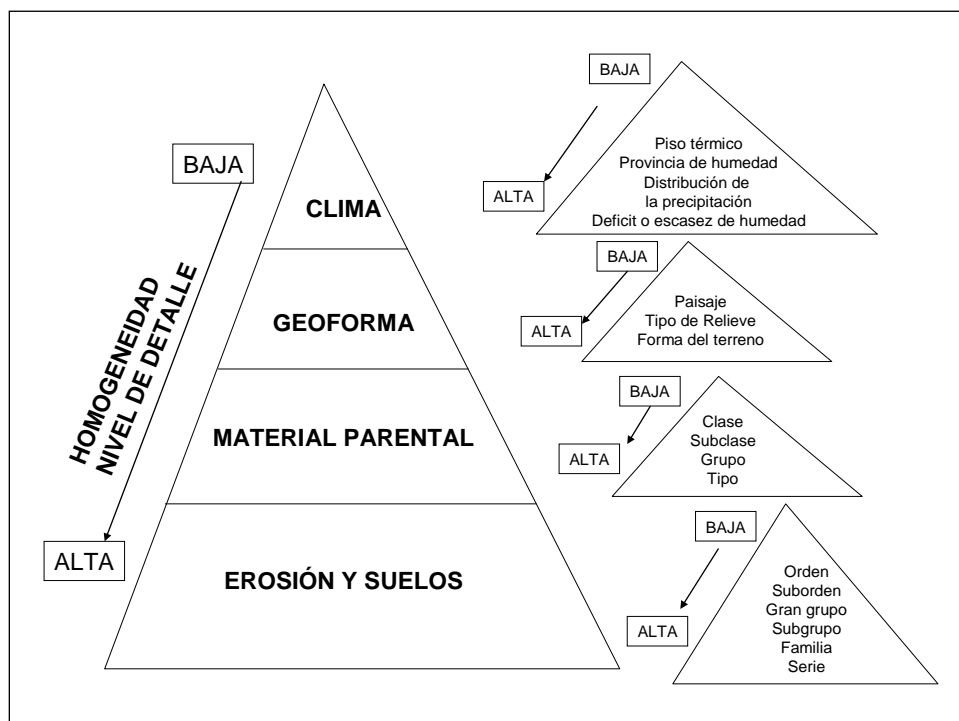 BAJA
HOMOGENEIDAD
NIVEL DE DETALLE
ALTA
CLIMA
GEOFORMA
MATERIAL PARENTAL
EROSIÓN Y SUELOS
BAJA
ALTA
Piso térmico
Provincia de humedad
Distribución de
la precipitación
Deficit o escasez de humedad
BAJA
ALTA
Paisaje
Tipo de Relieve
Forma del terreno
BAJA
ALTA
Clase
Subclase
Grupo
Tipo
BAJA
ALTA
Orden
Suborden
Gran grupo
Subgrupo
Familia
Serie